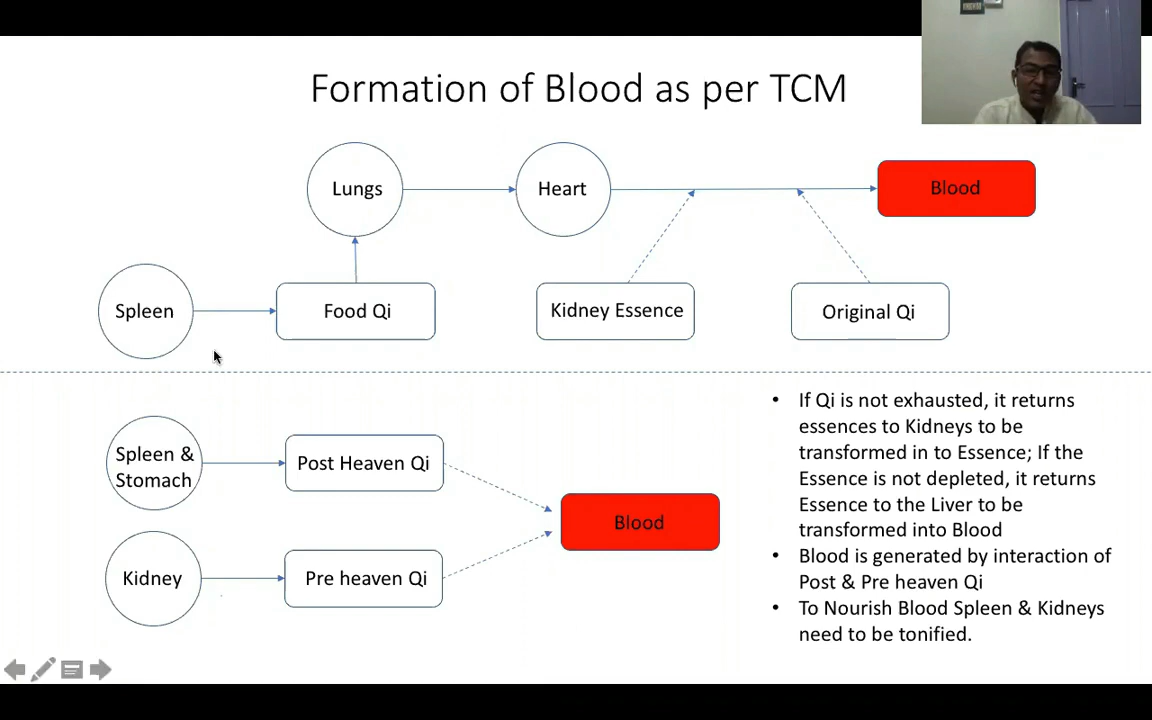 Formation of Blood as per TCM
Lungs
Heart
Blood
Spleen
Food Qi
Kidney Essence
Original Qi
Spleen &
Stomach
Post Heaven Qi
Blood
Kidney
Pre heaven Qi
• If Qi is not exhausted, it returns
essences to Kidneys to be
transformed in to Essence; If the
Essence is not depleted, it returns
Essence to the Liver to be
transformed into Blood
• Blood is generated by interaction of
Post & Pre heaven Qi
• To Nourish Blood Spleen & Kidneys
need to be tonified.